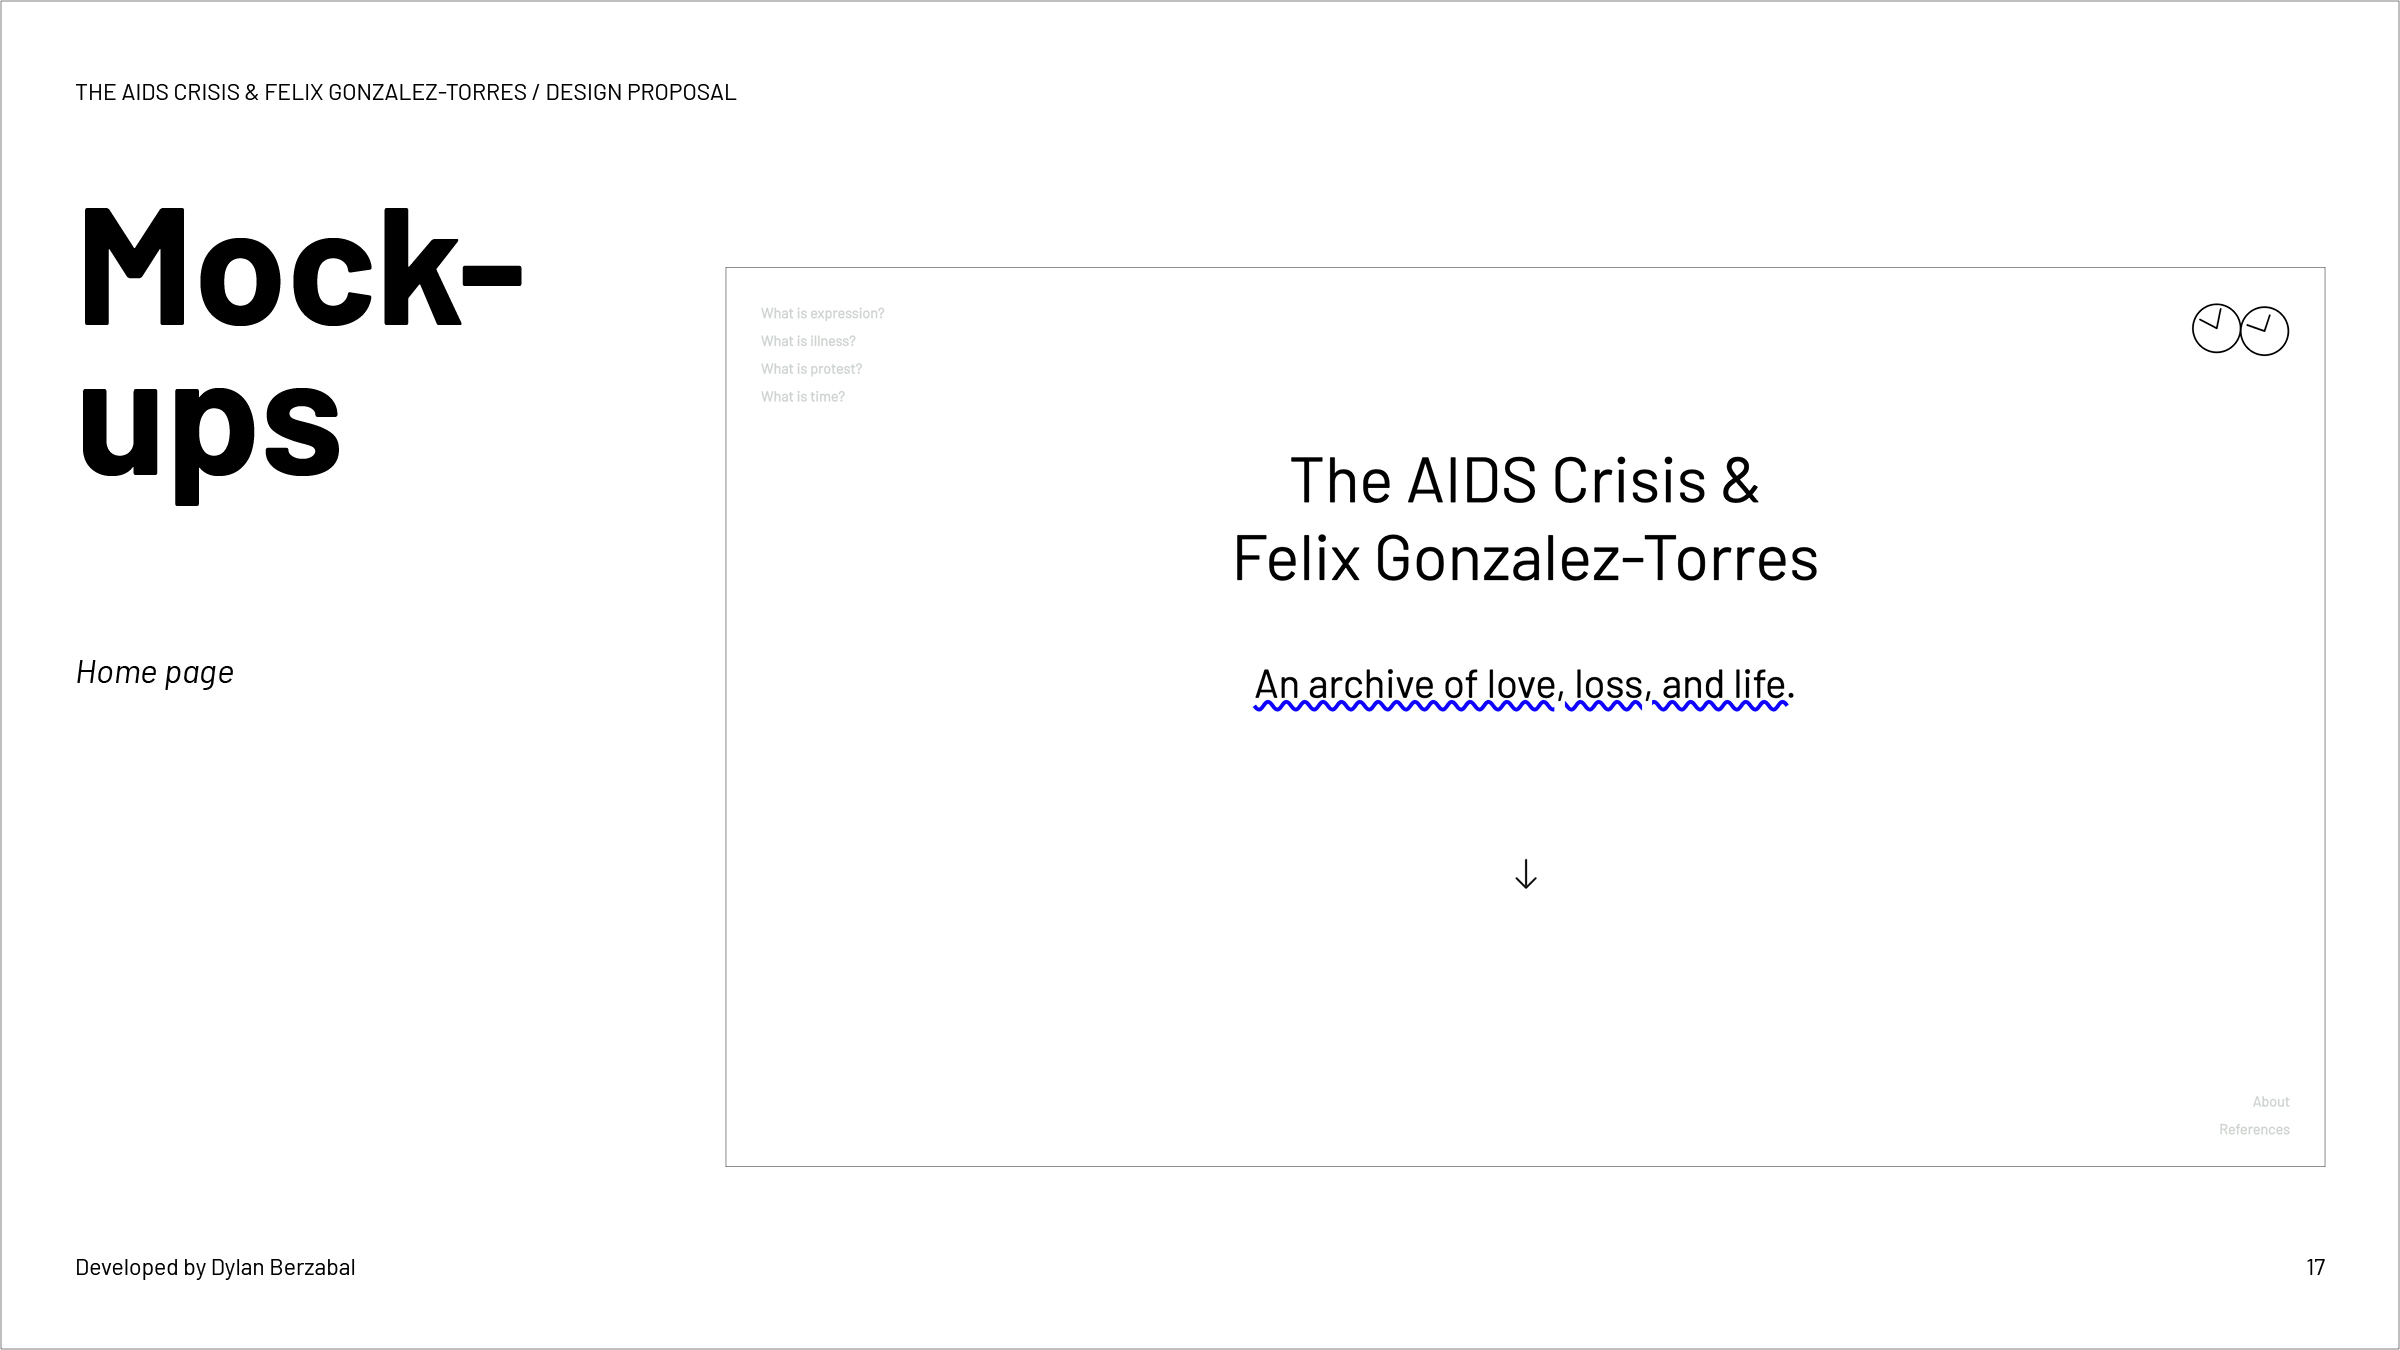 THE AIDS CRISIS & FELIX GONZALEZ-TORRES / DESIGN PROPOSAL
Mock-
ups
Home page
What is expression?
What is illness?
What is protest?
What is time?
The AIDS Crisis &
Felix Gonzalez-Torres
An archive of love, loss, and life.
About
References
Developed by Dylan Berzabal
17